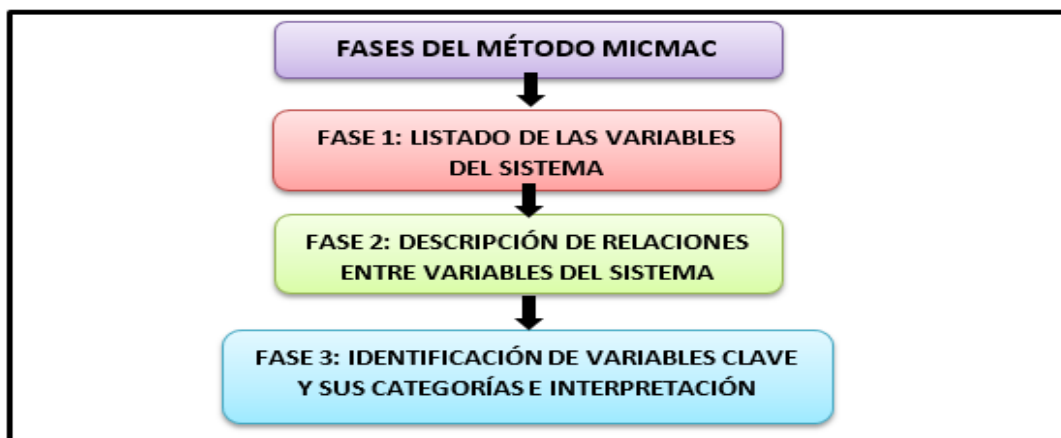 FASES DEL MÉTODO MICMAC
FASE 1: LISTADO DE LAS VARIABLES
DEL SISTEMA
FASE 2: DESCRIPCIÓN DE RELACIONES
ENTRE VARIABLES DEL SISTEMA
FASE 3: IDENTIFICACIÓN DE VARIABLES CLAVE
Y SUS CATEGORÍAS E INTERPRETACIÓN